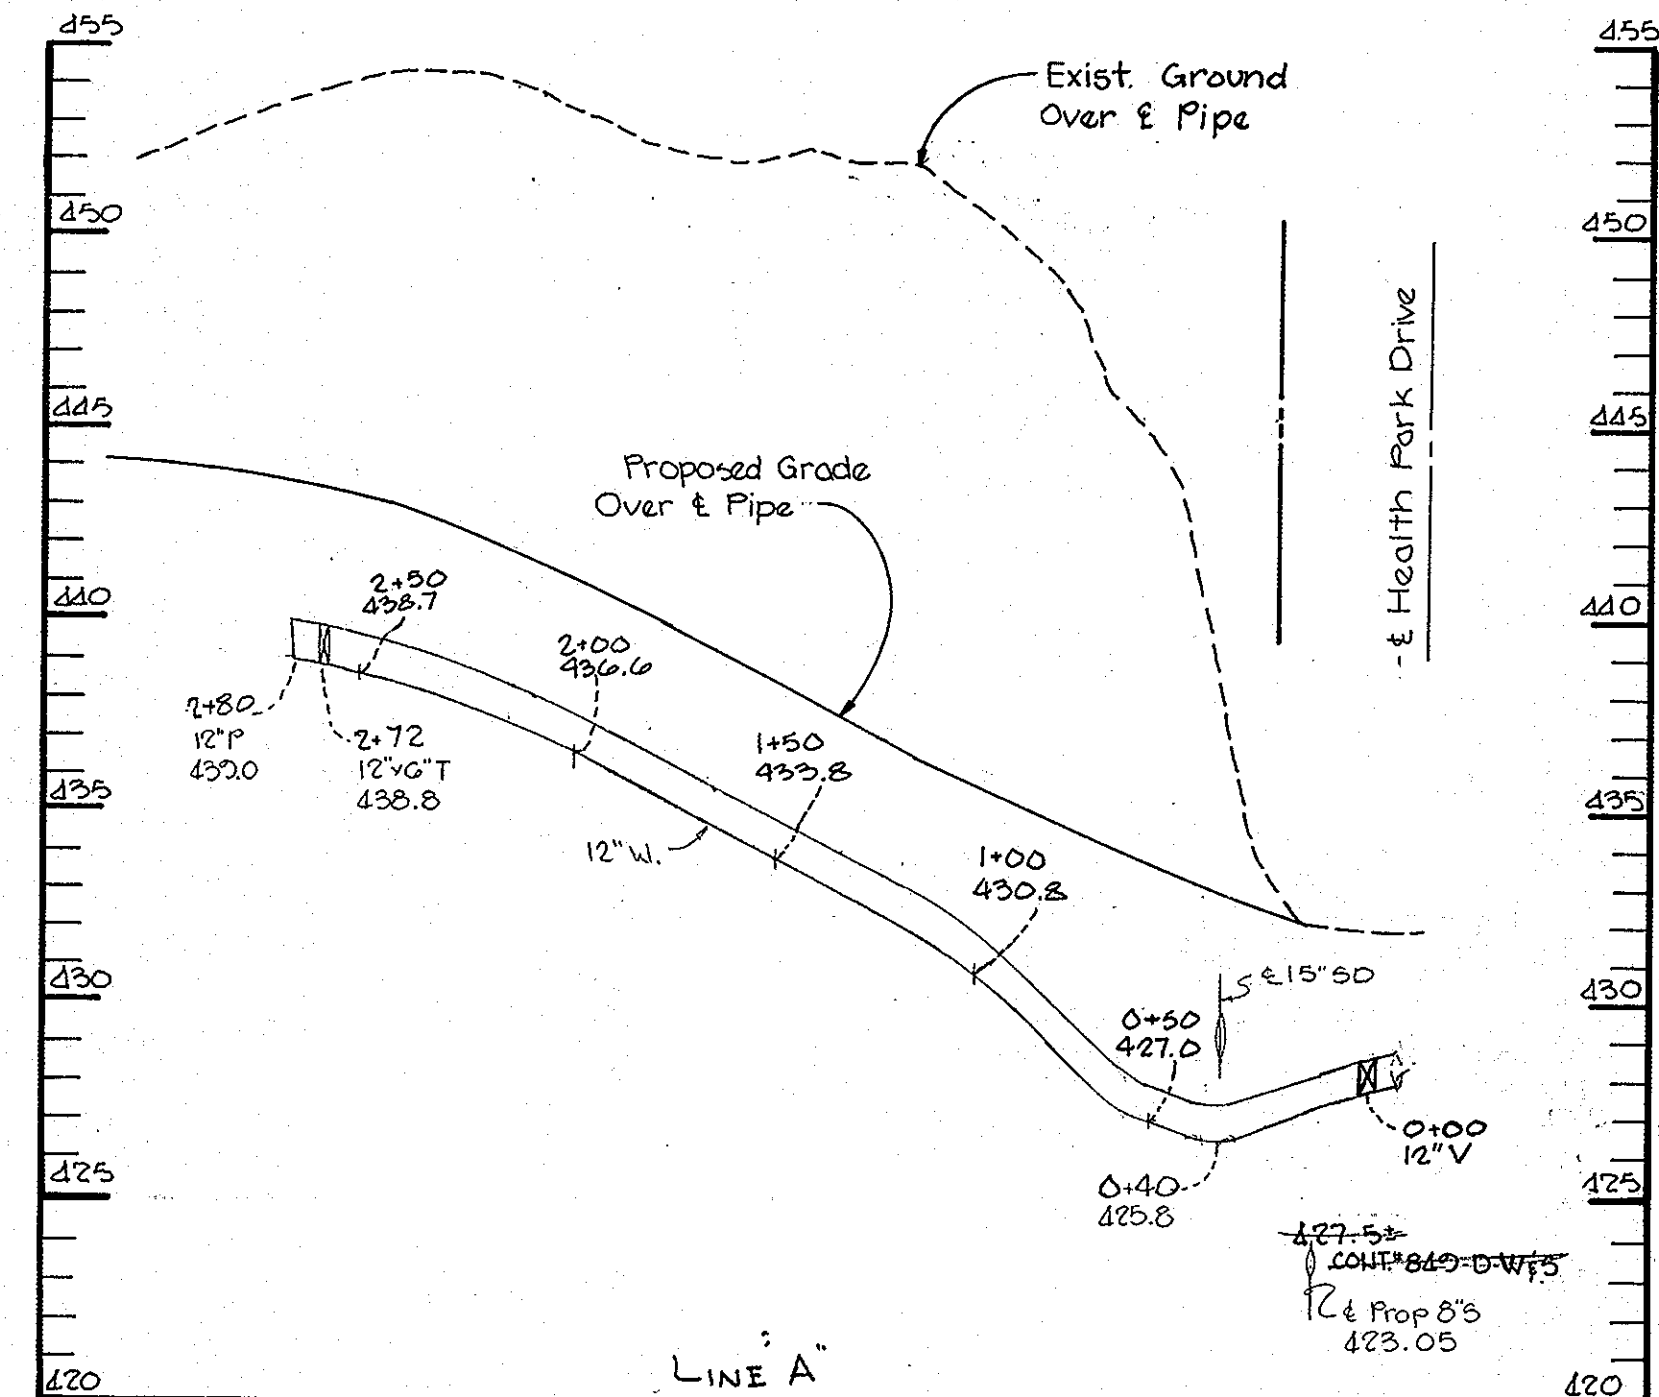 455
455
Exist. Ground
Over ℄ Pipe
450
450
℄ Health Park Drive
445
445
Proposed Grade
Over ℄ Pipe
440
440
2+50
438.7
2+00
436.6
2+80
12"P
439.0
2+72
12"x6"T
438.8
1+50
433.8
435
435
12" W.
1+00
430.8
430
430
℄ 15" SD
0+50
427.0
0+00
12" V
425
425
0+40
425.8
427.5±
CONT.#849-D-W&S
℄ Prop 8"S
423.05
LINE "A"
420
420